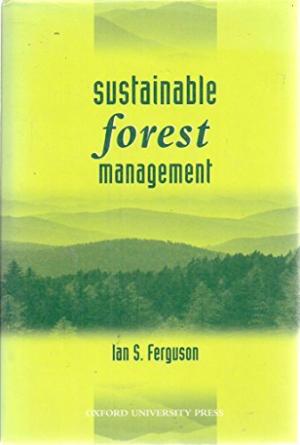 sustainable
forest
management
Ian S. Ferguson
OXFORD UNIVERSITY PRESS